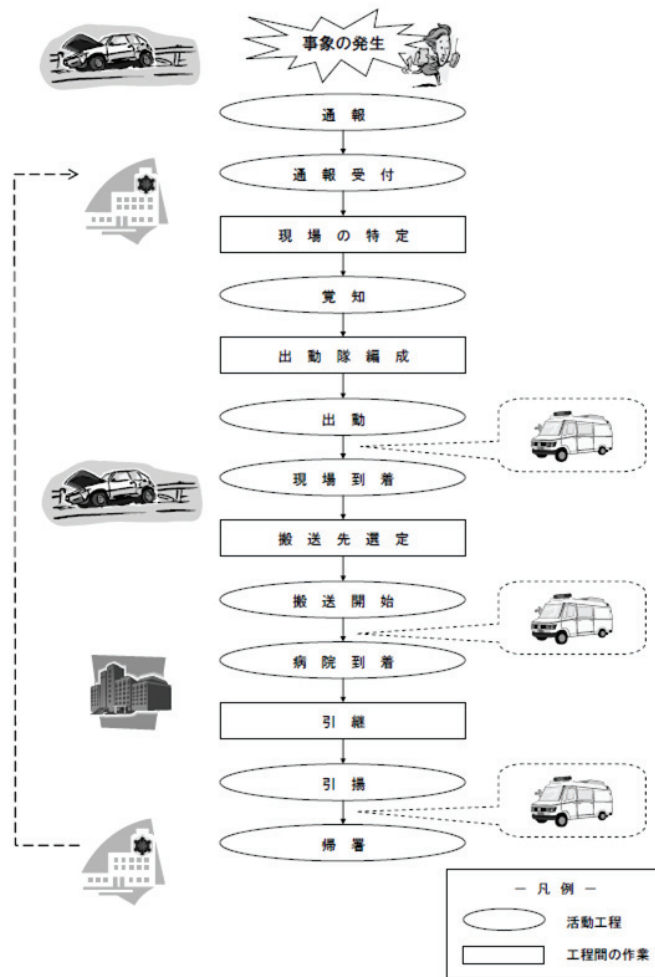 事象の発生
通報
通報受付
現場の特定
覚知
出動隊編成
出動
現場到着
搬送先選定
搬送開始
病院到着
引継
引揚
帰署
― 凡例 ―
活動工程
工程間の作業